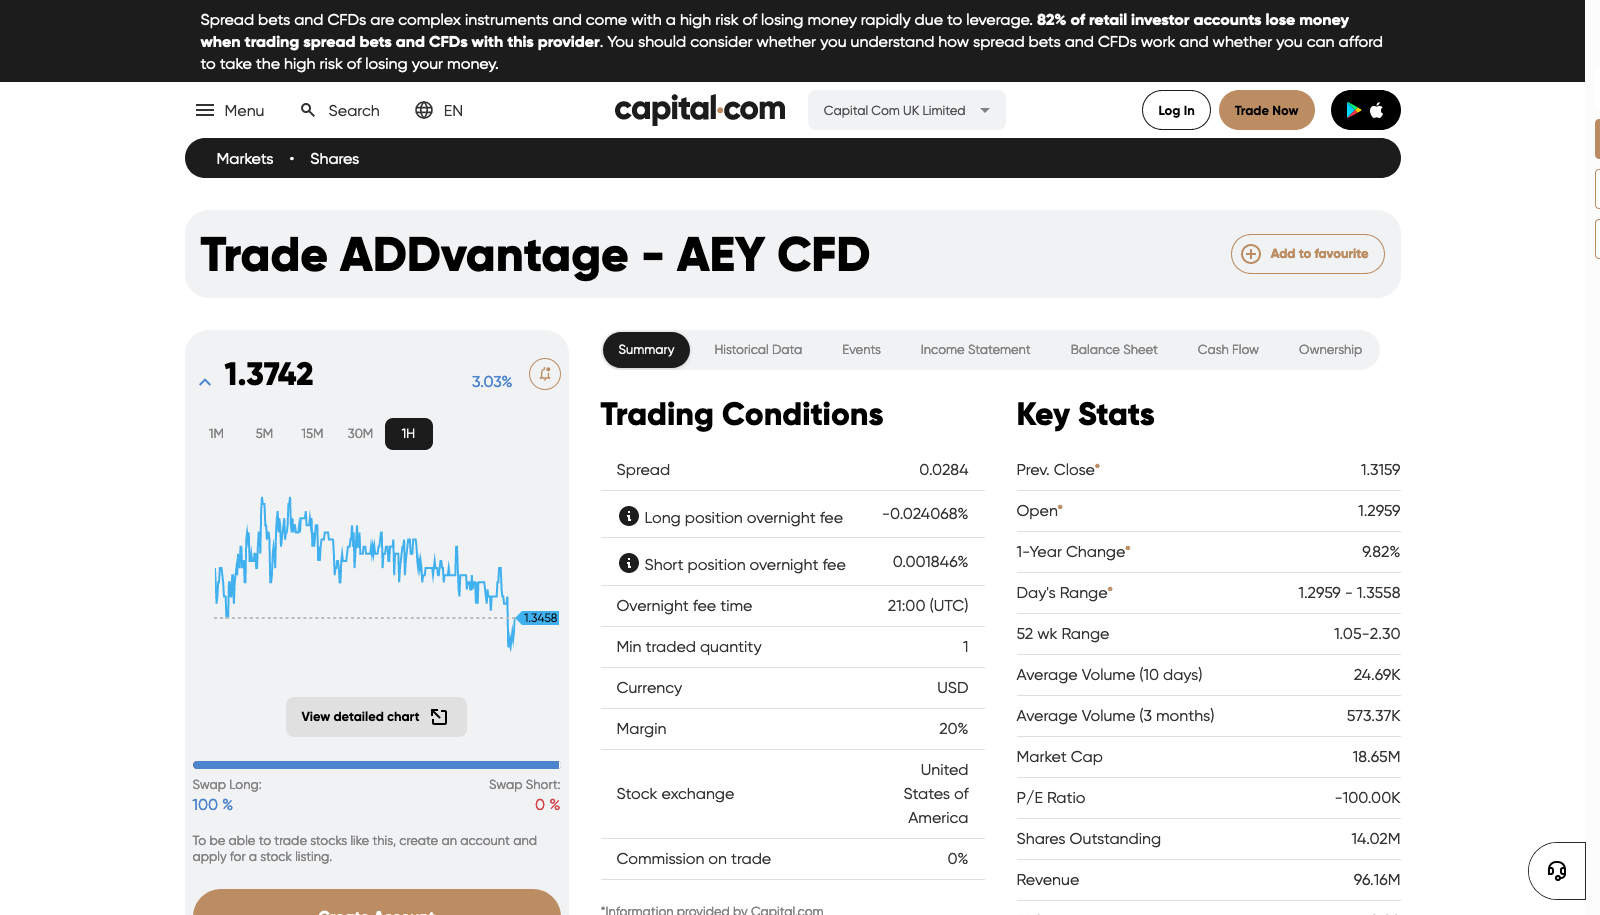 Spread bets and CFDs are complex instruments and come with a high risk of losing money rapidly due to leverage. 82% of retail investor accounts lose money
when trading spread bets and CFDs with this provider. You should consider whether you understand how spread bets and CFDs work and whether you can afford
to take the high risk of losing your money.
Menu Search EN capital.com Capital Com UK Limited Log In Trade Now
Markets • Shares
Trade ADDvantage - AEY CFD
Add to favourite
1.3742 3.03%
1M 5M 15M 30M 1H
1.3458
View detailed chart
Swap Long: Swap Short:
100 % 0 %
To be able to trade stocks like this, create an account and
apply for a stock listing.
Create Account
Summary Historical Data Events Income Statement Balance Sheet Cash Flow Ownership
Trading Conditions
Spread 0.0284
Long position overnight fee -0.024068%
Short position overnight fee 0.001846%
Overnight fee time 21:00 (UTC)
Min traded quantity 1
Currency USD
Margin 20%
Stock exchange United
States of
America
Commission on trade 0%
*Information provided by Capital.com
Key Stats
Prev. Close* 1.3159
Open* 1.2959
1-Year Change* 9.82%
Day's Range* 1.2959 - 1.3558
52 wk Range 1.05-2.30
Average Volume (10 days) 24.69K
Average Volume (3 months) 573.37K
Market Cap 18.65M
P/E Ratio -100.00K
Shares Outstanding 14.02M
Revenue 96.16M